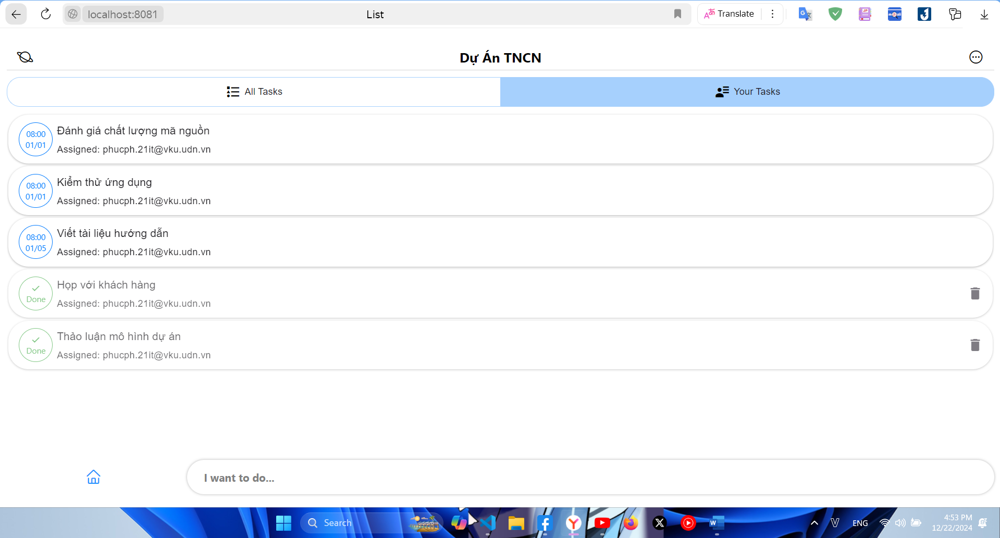 localhost:8081
List
Translate
Dự Án TNCN
All Tasks
Your Tasks
08:00
01/01
Đánh giá chất lượng mã nguồn
Assigned: phucph.21it@vku.udn.vn
08:00
01/01
Kiểm thử ứng dụng
Assigned: phucph.21it@vku.udn.vn
08:00
01/05
Viết tài liệu hướng dẫn
Assigned: phucph.21it@vku.udn.vn
Done
Họp với khách hàng
Assigned: phucph.21it@vku.udn.vn
Done
Thảo luận mô hình dự án
Assigned: phucph.21it@vku.udn.vn
I want to do...
Search
ENG
4:53 PM
12/22/2024